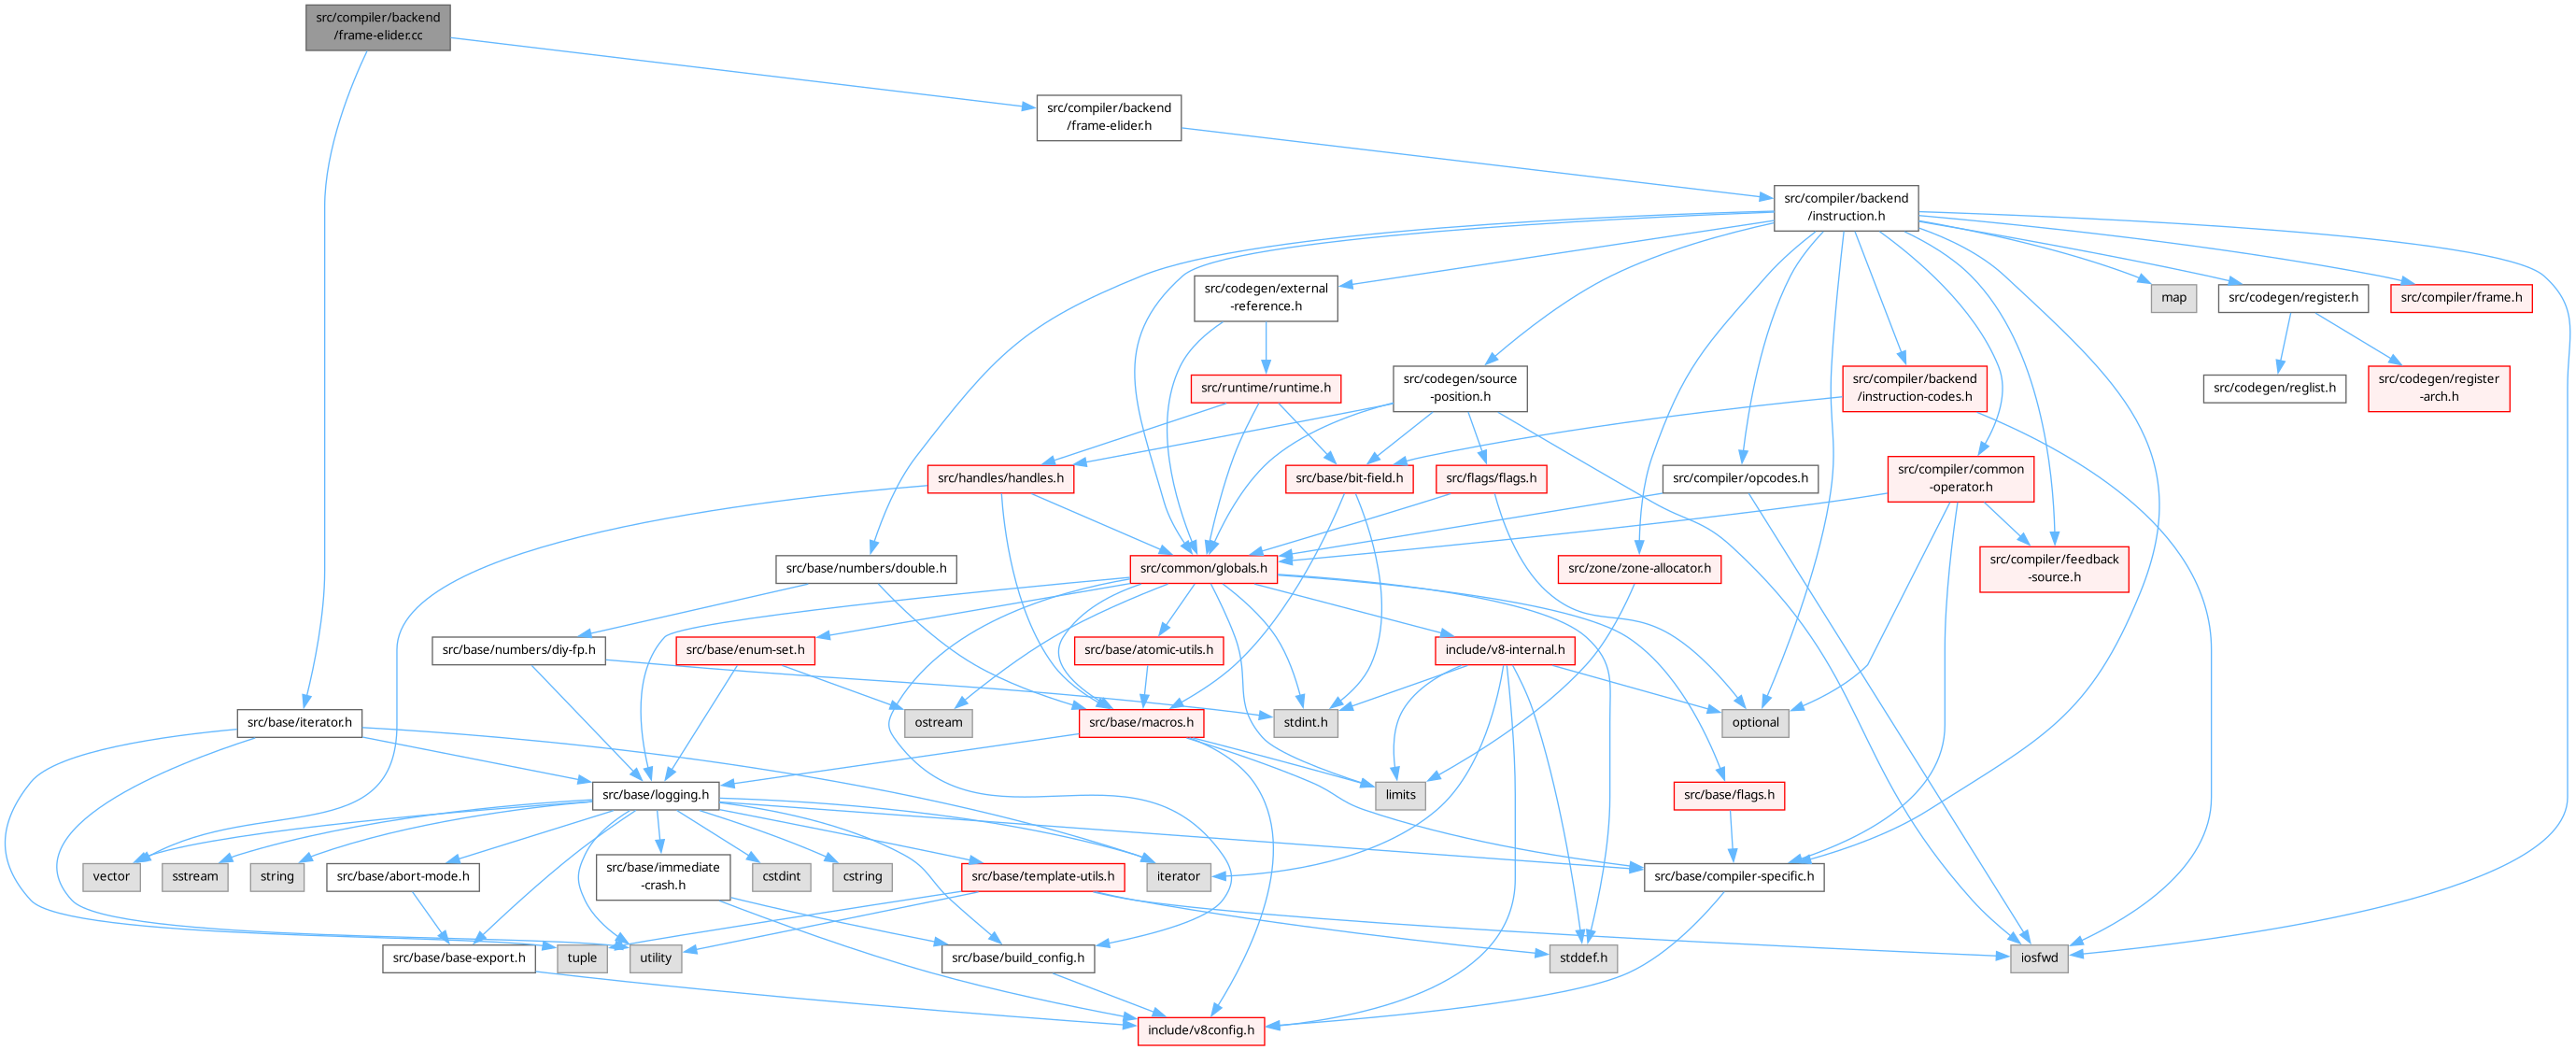 src/compiler/backend
/frame-elider.cc
src/compiler/backend
/frame-elider.h
src/compiler/backend
/instruction.h
src/codegen/external
-reference.h
map
src/codegen/register.h
src/compiler/frame.h
src/runtime/runtime.h
src/codegen/source
-position.h
src/compiler/backend
/instruction-codes.h
src/codegen/reglist.h
src/codegen/register
-arch.h
src/handles/handles.h
src/base/bit-field.h
src/flags/flags.h
src/compiler/opcodes.h
src/compiler/common
-operator.h
src/base/numbers/double.h
src/common/globals.h
src/zone/zone-allocator.h
src/compiler/feedback
-source.h
src/base/numbers/diy-fp.h
src/base/enum-set.h
src/base/atomic-utils.h
include/v8-internal.h
src/base/iterator.h
ostream
src/base/macros.h
stdint.h
optional
src/base/logging.h
limits
src/base/flags.h
vector
sstream
string
src/base/abort-mode.h
src/base/immediate
-crash.h
cstdint
cstring
src/base/template-utils.h
iterator
src/base/compiler-specific.h
src/base/base-export.h
tuple
utility
src/base/build_config.h
stddef.h
iosfwd
include/v8config.h